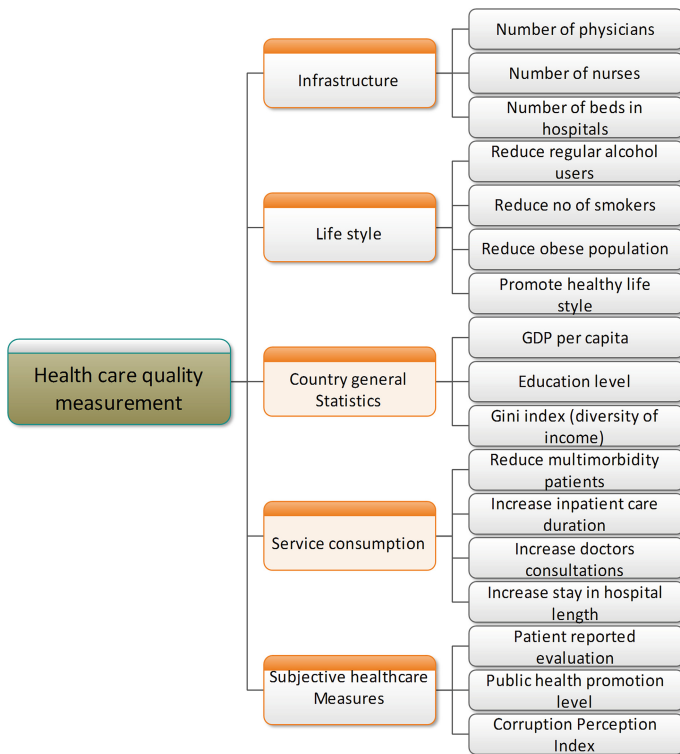 Health care quality
measurement
Infrastructure
Number of physicians
Number of nurses
Number of beds in
hospitals
Life style
Reduce regular alcohol
users
Reduce no of smokers
Reduce obese population
Promote healthy life
style
Country general
Statistics
GDP per capita
Education level
Gini index (diversity of
income)
Service consumption
Reduce multimorbidity
patients
Increase inpatient care
duration
Increase doctors
consultations
Increase stay in hospital
length
Subjective healthcare
Measures
Patient reported
evaluation
Public health promotion
level
Corruption Perception
Index